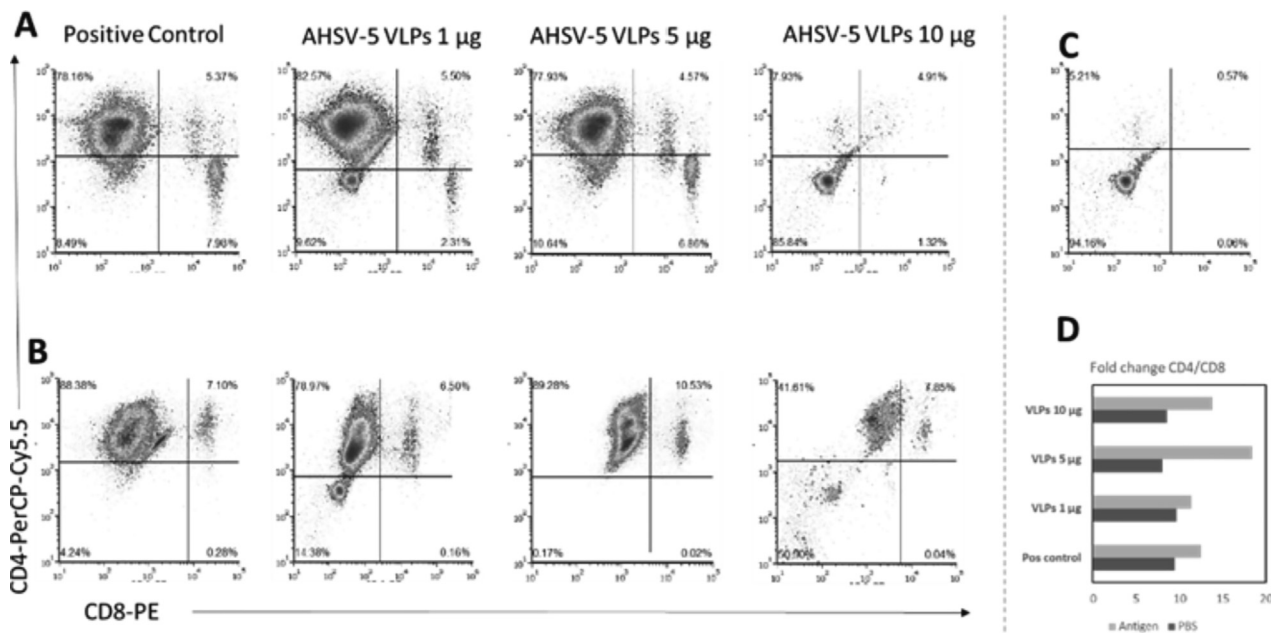 A
Positive Control
AHSV-5 VLPs 1 µg
AHSV-5 VLPs 5 µg
AHSV-5 VLPs 10 µg
C
78.16% 5.37%
82.57% 5.50%
77.93% 4.57%
7.93% 4.91%
5.21% 0.57%
8.49% 7.98%
9.62% 2.31%
10.64% 6.86%
85.84% 1.32%
94.16% 0.06%
B
88.38% 7.10%
78.97% 6.50%
89.28% 10.53%
41.61% 7.85%
4.24% 0.28%
14.38% 0.16%
0.17% 0.02%
0.04%
CD4-PerCP-Cy5.5
CD8-PE
D
Fold change CD4/CD8
VLPs 10 µg
VLPs 5 µg
VLPs 1 µg
Pos control
0 5 10 15 20
Antigen PBS